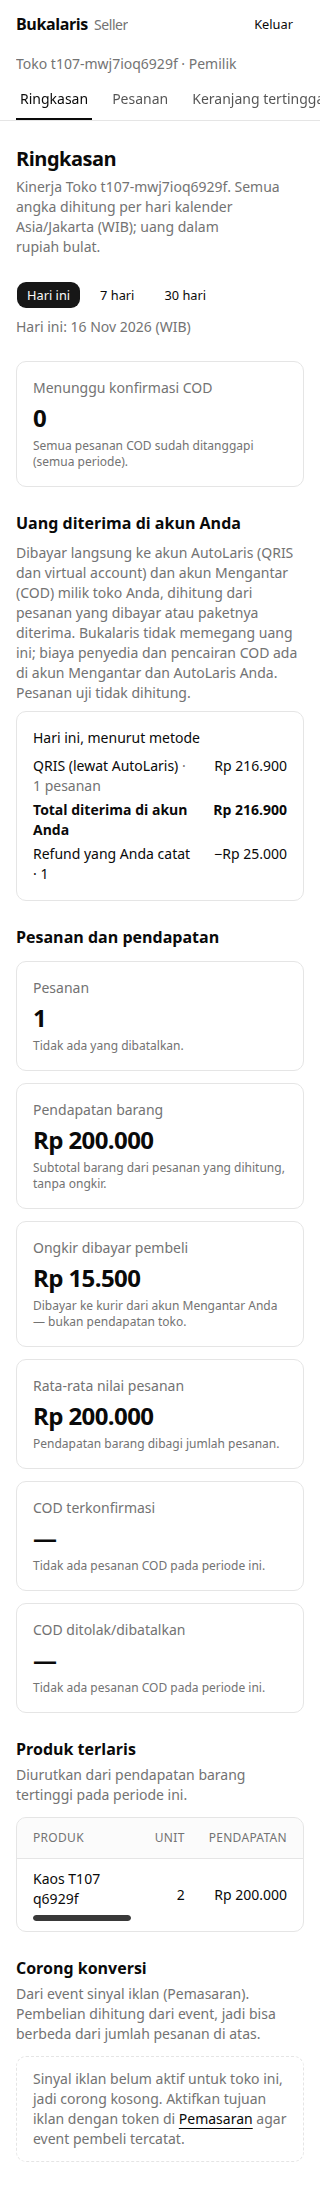 Bukalaris Seller
Keluar
Toko t107-mwj7ioq6929f · Pemilik
Ringkasan
Pesanan
Keranjang tertingga
Ringkasan
Kinerja Toko t107-mwj7ioq6929f. Semua
angka dihitung per hari kalender
Asia/Jakarta (WIB); uang dalam
rupiah bulat.
Hari ini
7 hari
30 hari
Hari ini: 16 Nov 2026 (WIB)
Menunggu konfirmasi COD
0
Semua pesanan COD sudah ditanggapi
(semua periode).
Uang diterima di akun Anda
Dibayar langsung ke akun AutoLaris (QRIS
dan virtual account) dan akun Mengantar
(COD) milik toko Anda, dihitung dari
pesanan yang dibayar atau paketnya
diterima. Bukalaris tidak memegang uang
ini; biaya penyedia dan pencairan COD ada
di akun Mengantar dan AutoLaris Anda.
Pesanan uji tidak dihitung.
Hari ini, menurut metode
QRIS (lewat AutoLaris) · Rp 216.900
1 pesanan
Total diterima di akun Rp 216.900
Anda
Refund yang Anda catat −Rp 25.000
· 1
Pesanan dan pendapatan
Pesanan
1
Tidak ada yang dibatalkan.
Pendapatan barang
Rp 200.000
Subtotal barang dari pesanan yang dihitung,
tanpa ongkir.
Ongkir dibayar pembeli
Rp 15.500
Dibayar ke kurir dari akun Mengantar Anda
— bukan pendapatan toko.
Rata-rata nilai pesanan
Rp 200.000
Pendapatan barang dibagi jumlah pesanan.
COD terkonfirmasi
—
Tidak ada pesanan COD pada periode ini.
COD ditolak/dibatalkan
—
Tidak ada pesanan COD pada periode ini.
Produk terlaris
Diurutkan dari pendapatan barang
tertinggi pada periode ini.
PRODUK UNIT PENDAPATAN
Kaos T107
q6929f 2 Rp 200.000
Corong konversi
Dari event sinyal iklan (Pemasaran).
Pembelian dihitung dari event, jadi bisa
berbeda dari jumlah pesanan di atas.
Sinyal iklan belum aktif untuk toko ini,
jadi corong kosong. Aktifkan tujuan
iklan dengan token di Pemasaran agar
event pembeli tercatat.